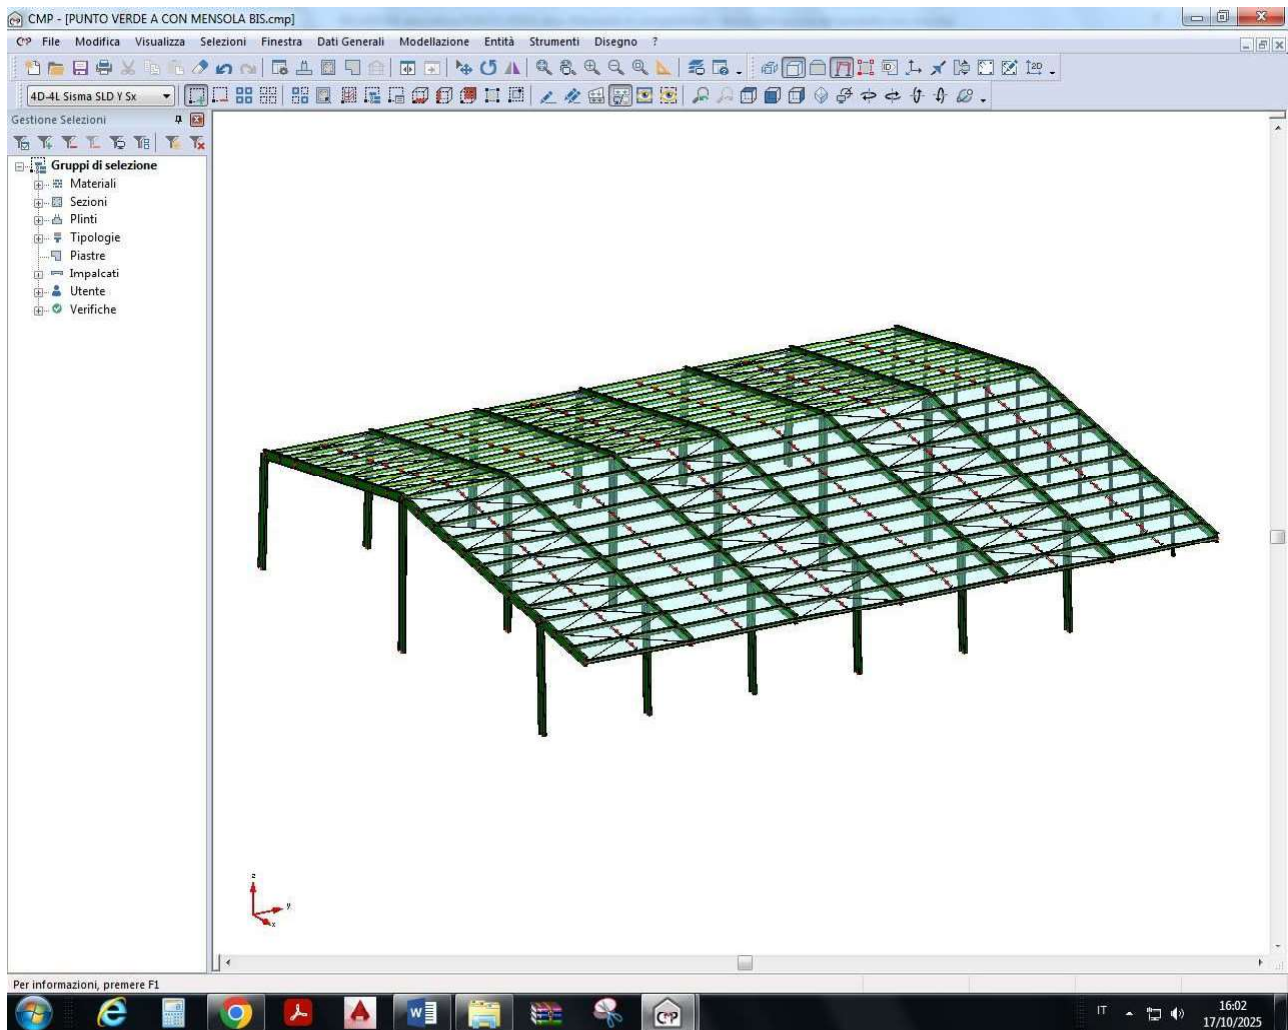 CMP - [PUNTO VERDE A CON MENSOLA BIS.cmp]
File Modifica Visualizza Selezioni Finestra Dati Generali Modellazione Entità Strumenti Disegno ?
4D-4L Sisma SLD Y Sx
Gestione Selezioni
Gruppi di selezione
Materiali
Sezioni
Plinti
Tipologie
Piastre
Impalcati
Utente
Verifiche
z
y
x
Per informazioni, premere F1
IT
16:02
17/10/2025